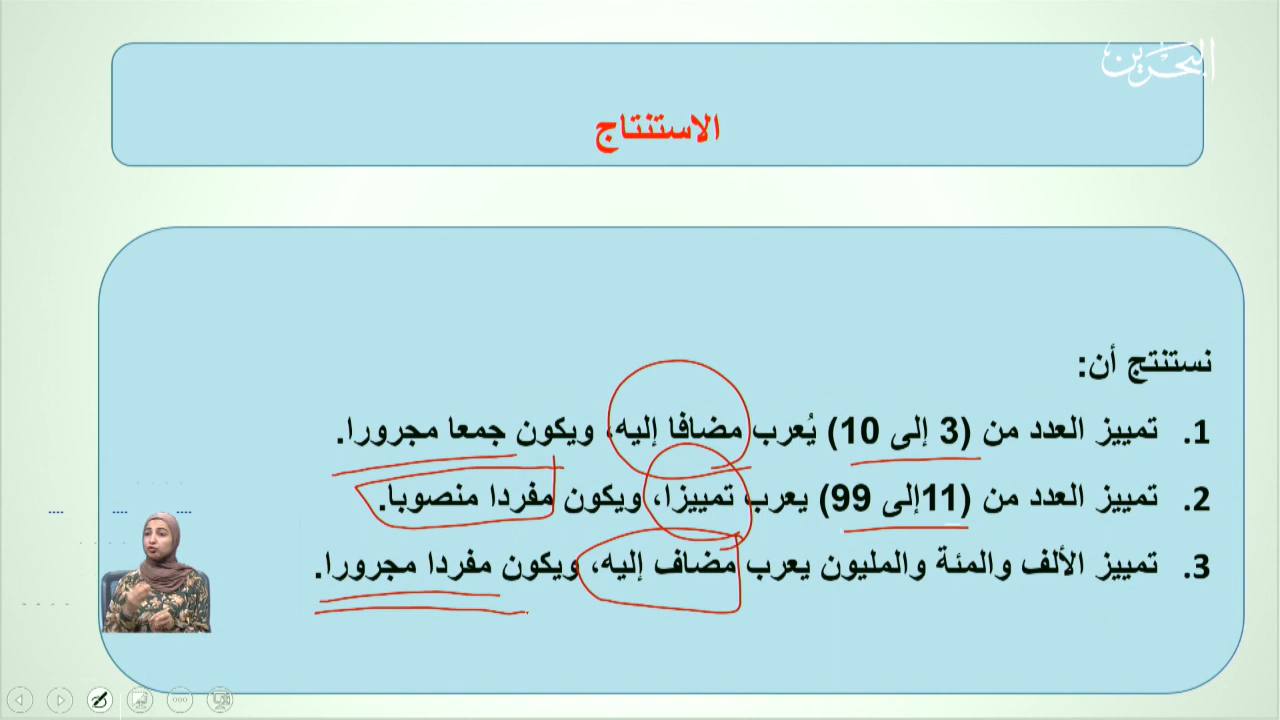 البحرين
الاستنتاج
نستنتج أن:
1. تمييز العدد من (3 إلى 10) يُعرب مضافا إليه، ويكون جمعا مجرورا.
2. تمييز العدد من (11إلى 99) يعرب تمييزا، ويكون مفردا منصوبا.
3. تمييز الألف والمئة والمليون يعرب مضاف إليه، ويكون مفردا مجرورا.